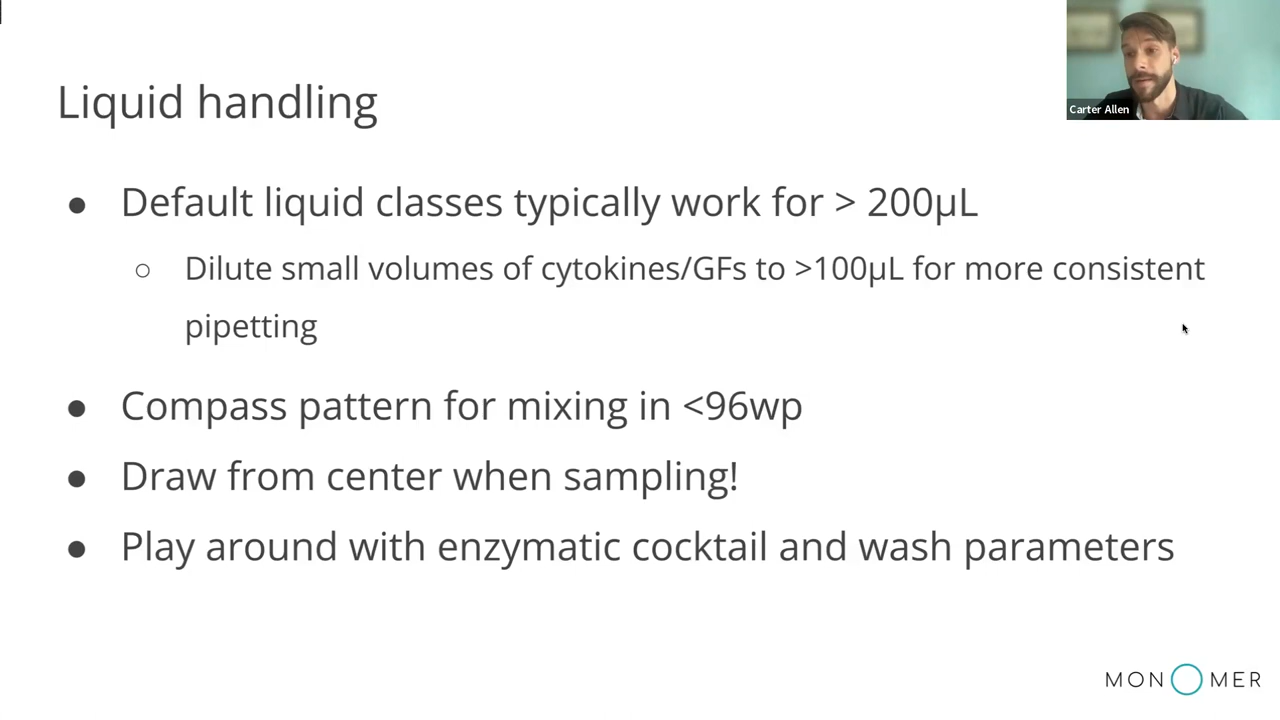 Liquid handling
Carter Allen
● Default liquid classes typically work for > 200µL
○ Dilute small volumes of cytokines/GFs to >100µL for more consistent
pipetting
● Compass pattern for mixing in <96wp
● Draw from center when sampling!
● Play around with enzymatic cocktail and wash parameters
MONOMER